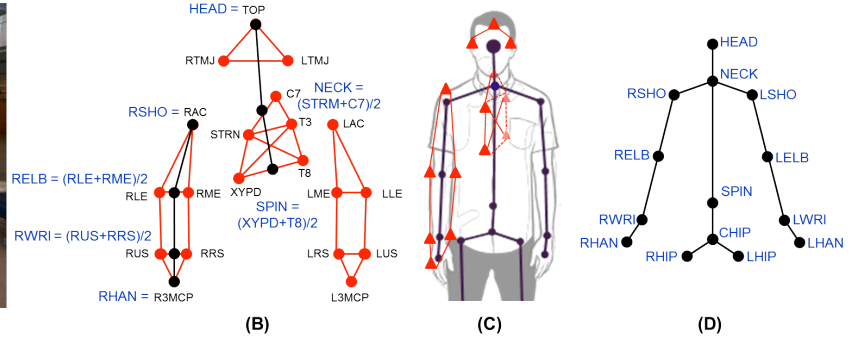 HEAD = TOP
RTMJ
LTMJ
C7
NECK =
(STRM+C7)/2
RSHO = RAC
T3
STRN
LAC
T8
RELB = (RLE+RME)/2
XYPD
RLE
RME
LME
LLE
SPIN =
(XYPD+T8)/2
RWRI = (RUS+RRS)/2
RUS
RRS
LRS
LUS
RHAN = R3MCP
L3MCP
(B)
(C)
HEAD
NECK
RSHO
LSHO
RELB
LELB
SPIN
RWRI
LWRI
CHIP
RHAN
LHAN
RHIP
LHIP
(D)